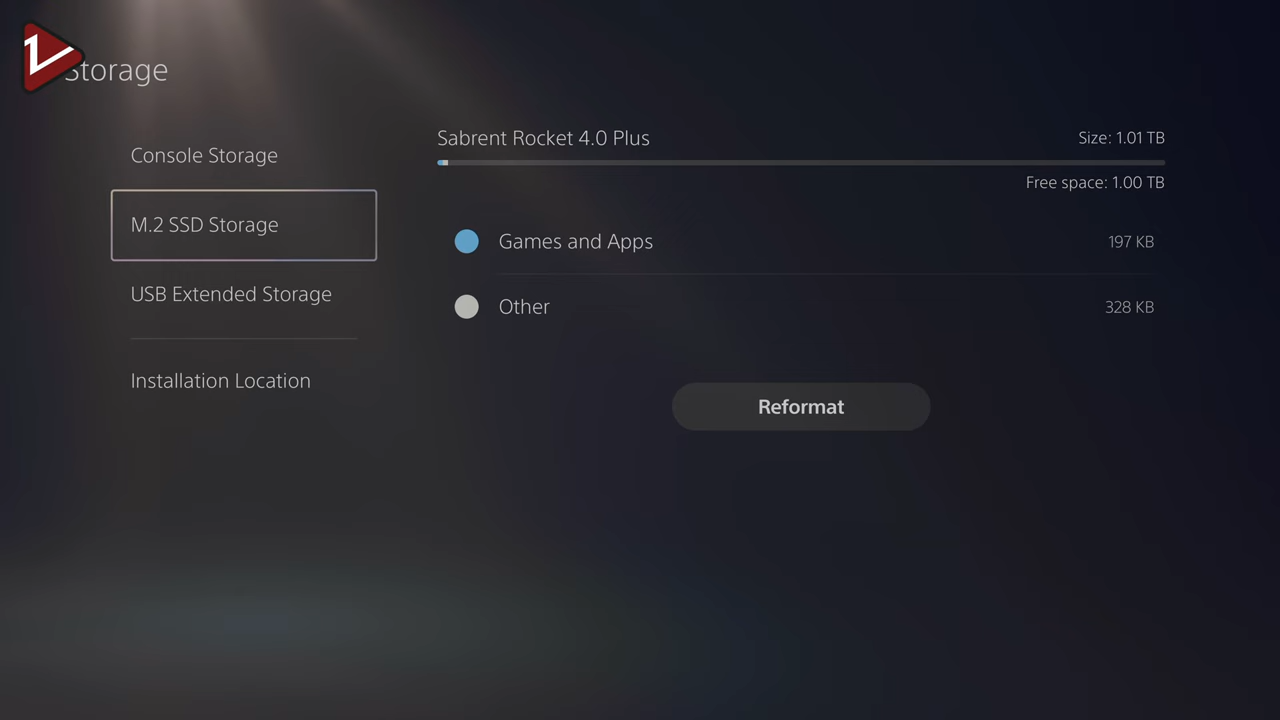 Storage
Console Storage
M.2 SSD Storage
USB Extended Storage
Installation Location
Sabrent Rocket 4.0 Plus
Size: 1.01 TB
Free space: 1.00 TB
Games and Apps
197 KB
Other
328 KB
Reformat